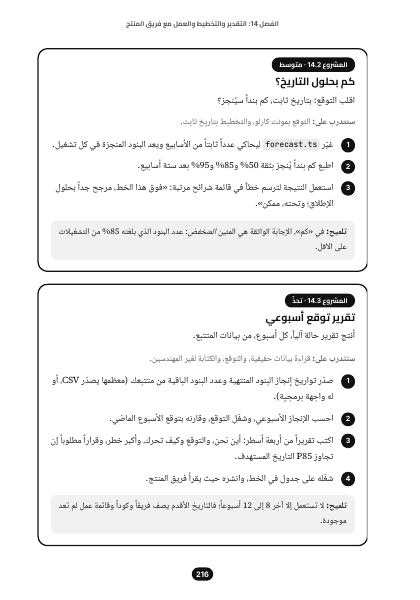 الفصل 14: التقدير والتخطيط والعمل مع فريق المنتج
المشروع 14.2 · متوسط
كم بحلول التاريخ؟
اقلب التوقع: بتاريخ ثابت، كم بنداً سيُنجز؟
ستتدرب على: التوقع بمونت كارلو، والتخطيط بتاريخ ثابت.
1 غيّر forecast.ts ليحاكي عدداً ثابتاً من الأسابيع ويعد البنود المنجزة في كل تشغيل.
2 اطبع كم بنداً يُنجز بثقة 50% و85% و95% بعد ستة أسابيع.
3 استعمل النتيجة لترسم خطاً في قائمة شرائح مرتبة: «فوق هذا الخط، مرجح جداً بحلول
الإطلاق؛ وتحته، ممكن».
تلميح: في «كم»، الإجابة الواثقة هي المئين المنخفض: عدد البنود الذي بلغته 85% من التشغيلات
على الأقل.
المشروع 14.3 · تحدٍّ
تقرير توقع أسبوعي
أنتج تقرير حالة آلياً، كل أسبوع، من بيانات المتتبع.
ستتدرب على: قراءة بيانات حقيقية، والتوقع، والكتابة لغير المهندسين.
1 صدّر تواريخ إنجاز البنود المنتهية وعدد البنود الباقية من متتبعك (معظمها يصدّر CSV، أو
له واجهة برمجية).
2 احسب الإنجاز الأسبوعي، وشغّل التوقع، وقارنه بتوقع الأسبوع الماضي.
3 اكتب تقريراً من أربعة أسطر: أين نحن، والتوقع وكيف تحرك، وأكبر خطر، وقراراً مطلوباً إن
تجاوز P85 التاريخ المستهدف.
4 شغّله على جدول في الخط، وانشره حيث يقرأ فريق المنتج.
تلميح: لا تستعمل إلا آخر 8 إلى 12 أسبوعاً؛ فالتاريخ الأقدم يصف فريقاً وكوداً وقائمة عمل لم تعد
موجودة.
216